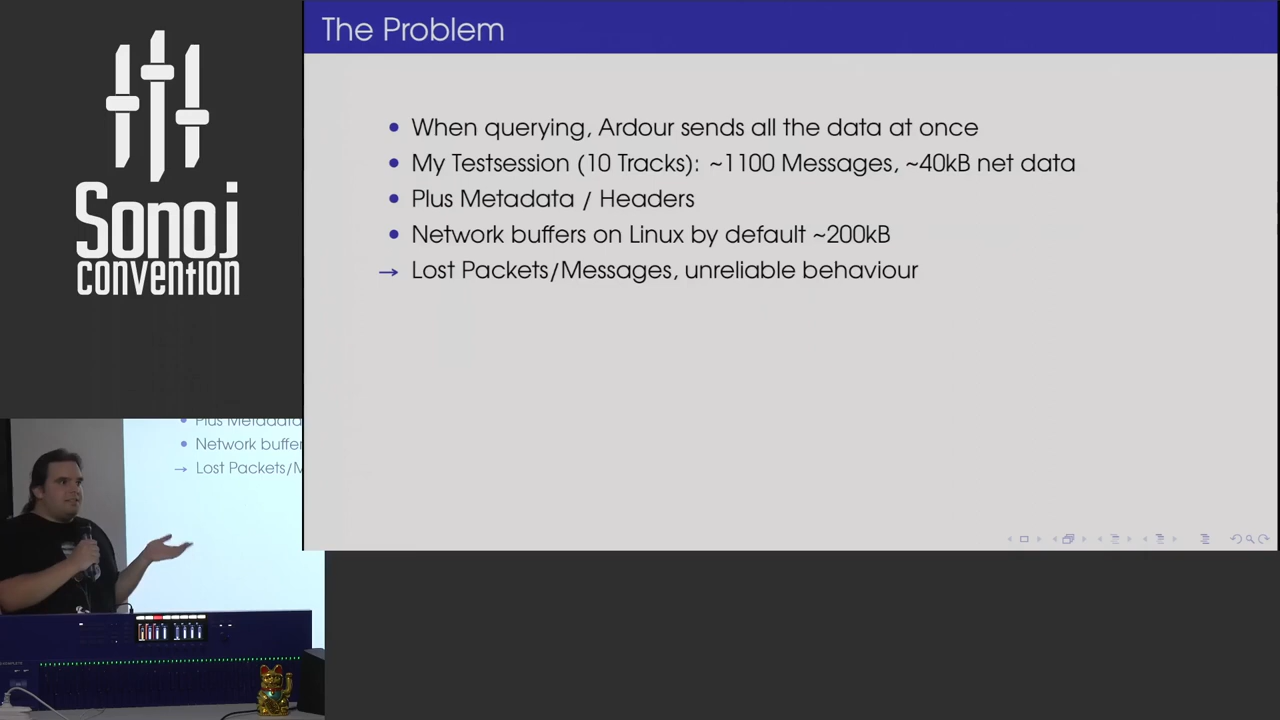 The Problem
• When querying, Ardour sends all the data at once
• My Testsession (10 Tracks): ~1100 Messages, ~40kB net data
• Plus Metadata / Headers
• Network buffers on Linux by default ~200kB
→ Lost Packets/Messages, unreliable behaviour
Sonoj
convention
• Plus Metadata
• Network buffer
→ Lost Packets/M